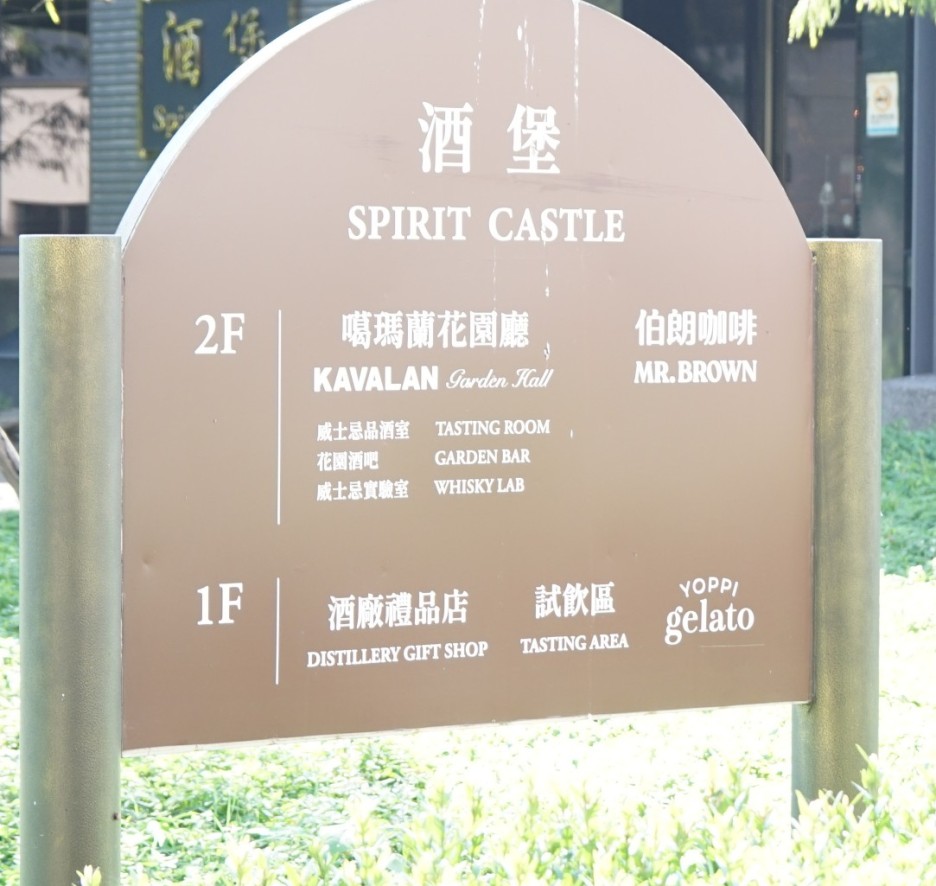 酒堡
Spi
酒堡
SPIRIT CASTLE
2F
噶瑪蘭花園廳
KAVALAN Garden Hall
伯朗咖啡
MR. BROWN
威士忌品酒室 TASTING ROOM
花園酒吧 GARDEN BAR
威士忌實驗室 WHISKY LAB
1F
酒廠禮品店
DISTILLERY GIFT SHOP
試飲區
TASTING AREA
YOPPI
gelato